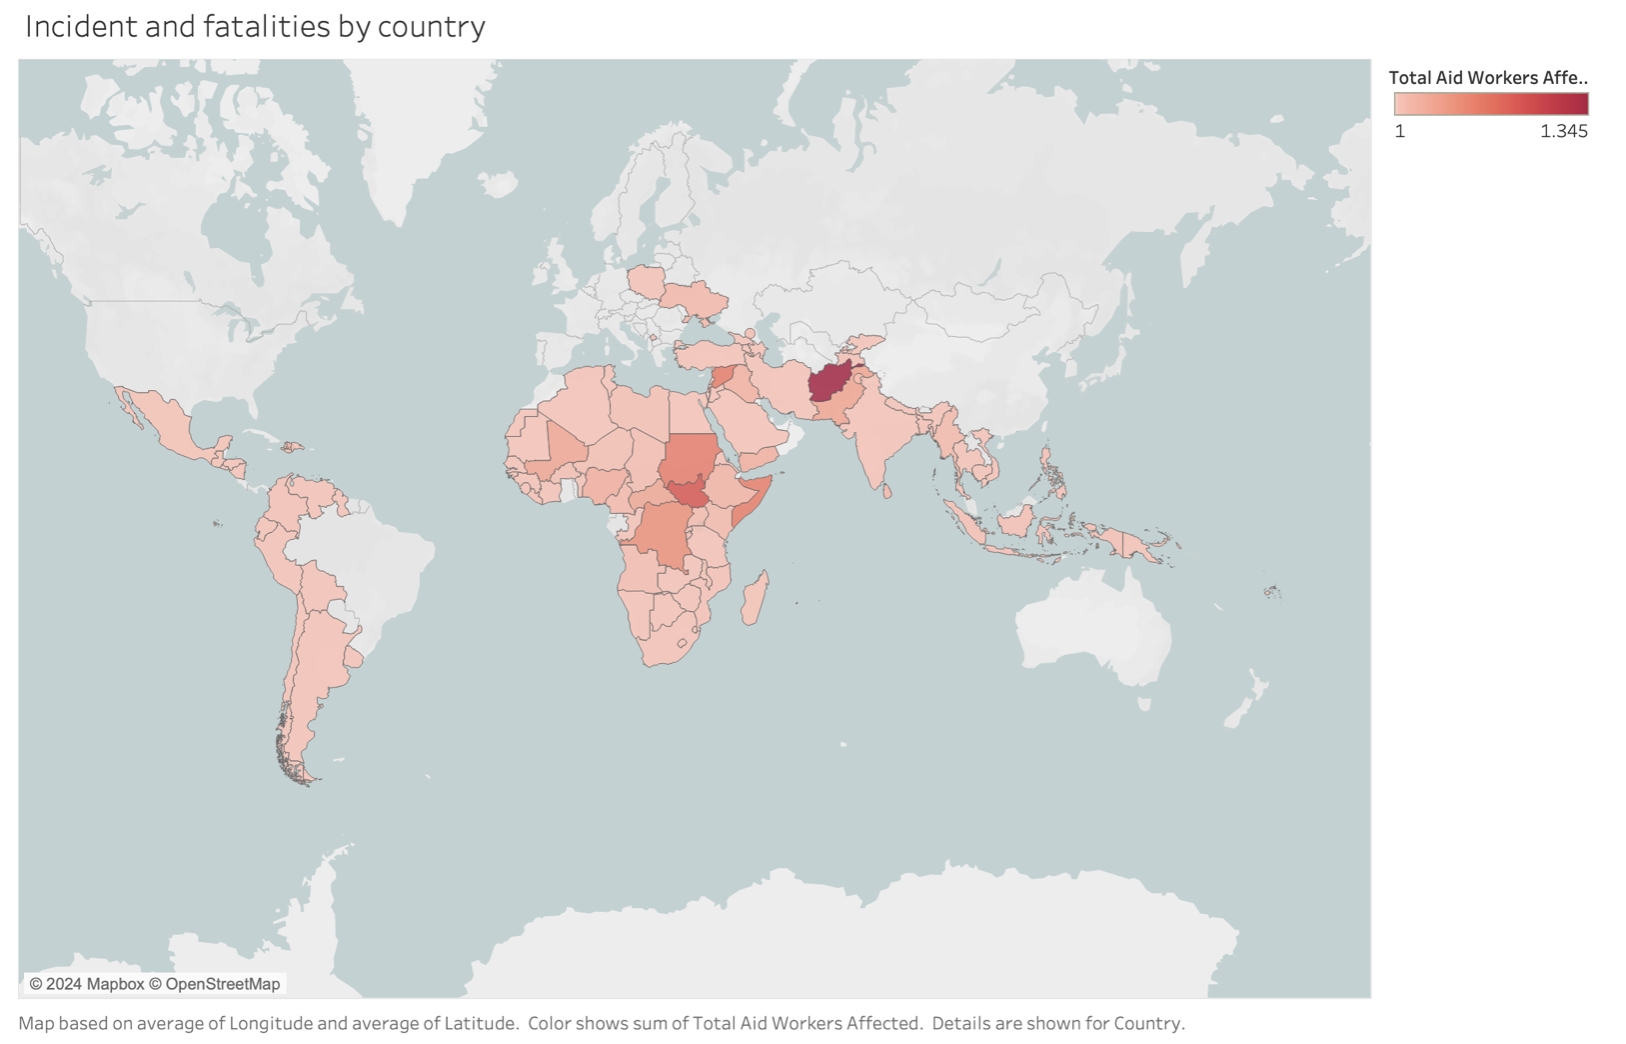 Incident and fatalities by country
Total Aid Workers Affe..
1 1.345
© 2024 Mapbox © OpenStreetMap
Map based on average of Longitude and average of Latitude. Color shows sum of Total Aid Workers Affected. Details are shown for Country.